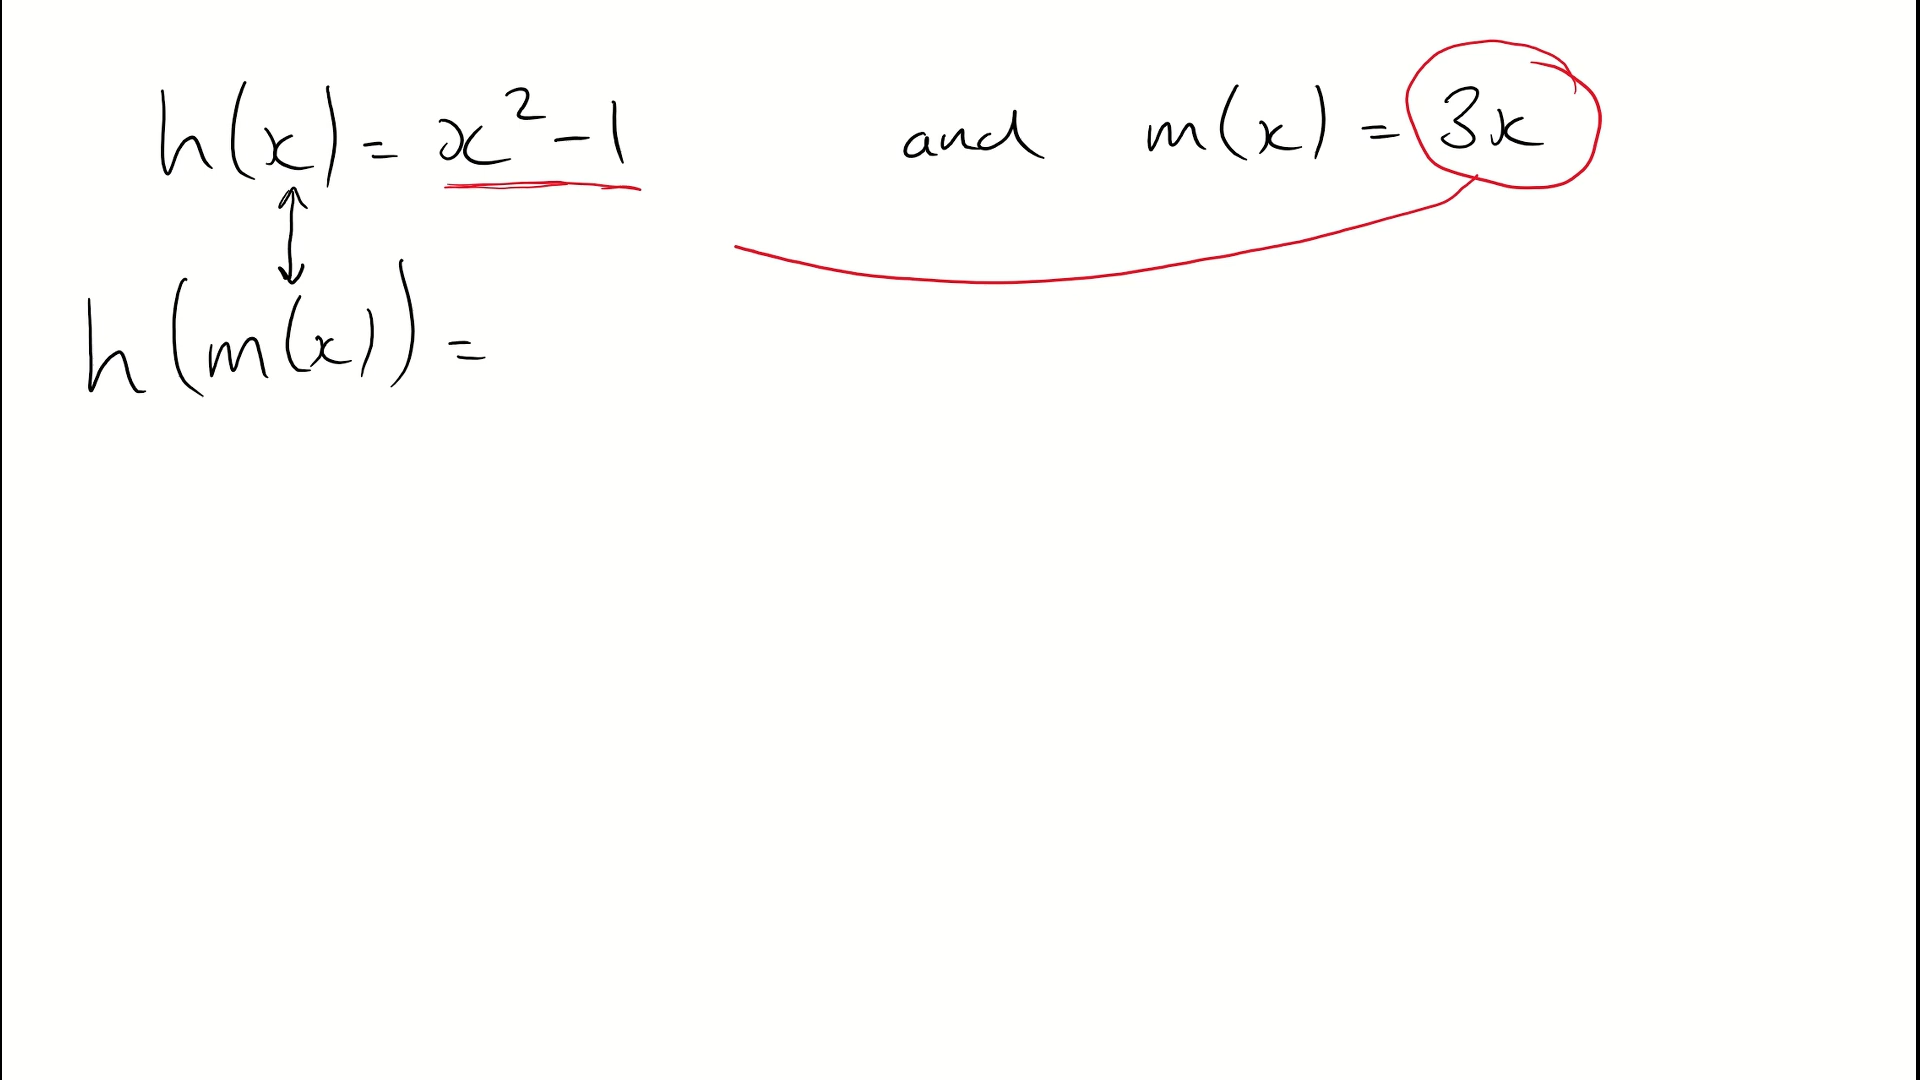 h(x) = x² - 1 and m(x) = 3x
h(m(x)) =